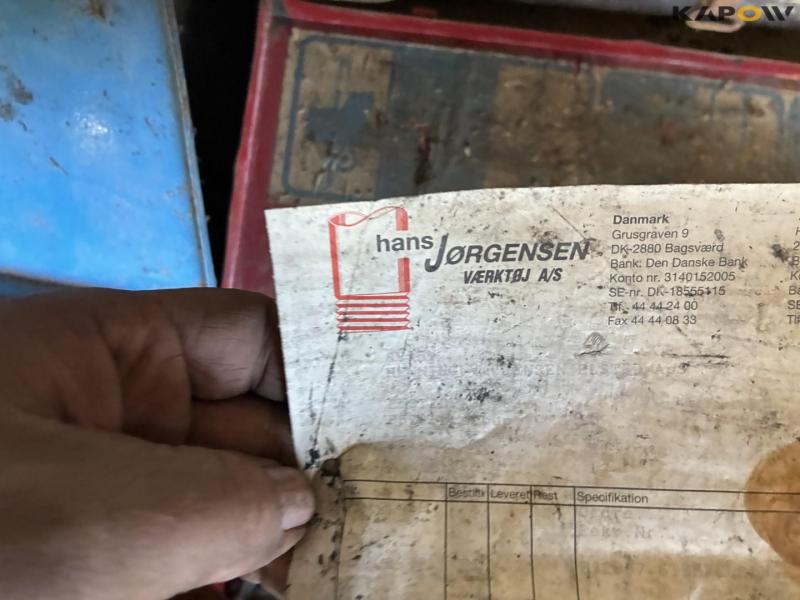 KAPOW
hans JØRGENSEN
VÆRKTØJ A/S
Danmark
Grusgraven 9
DK-2880 Bagsværd
Bank: Den Danske Bank
Konto nr. 3140152005
SE-nr. DK-18555115
Tlf. 44 44 24 00
Fax 44 44 08 33
Bestilt Leveret Rest Specifikation